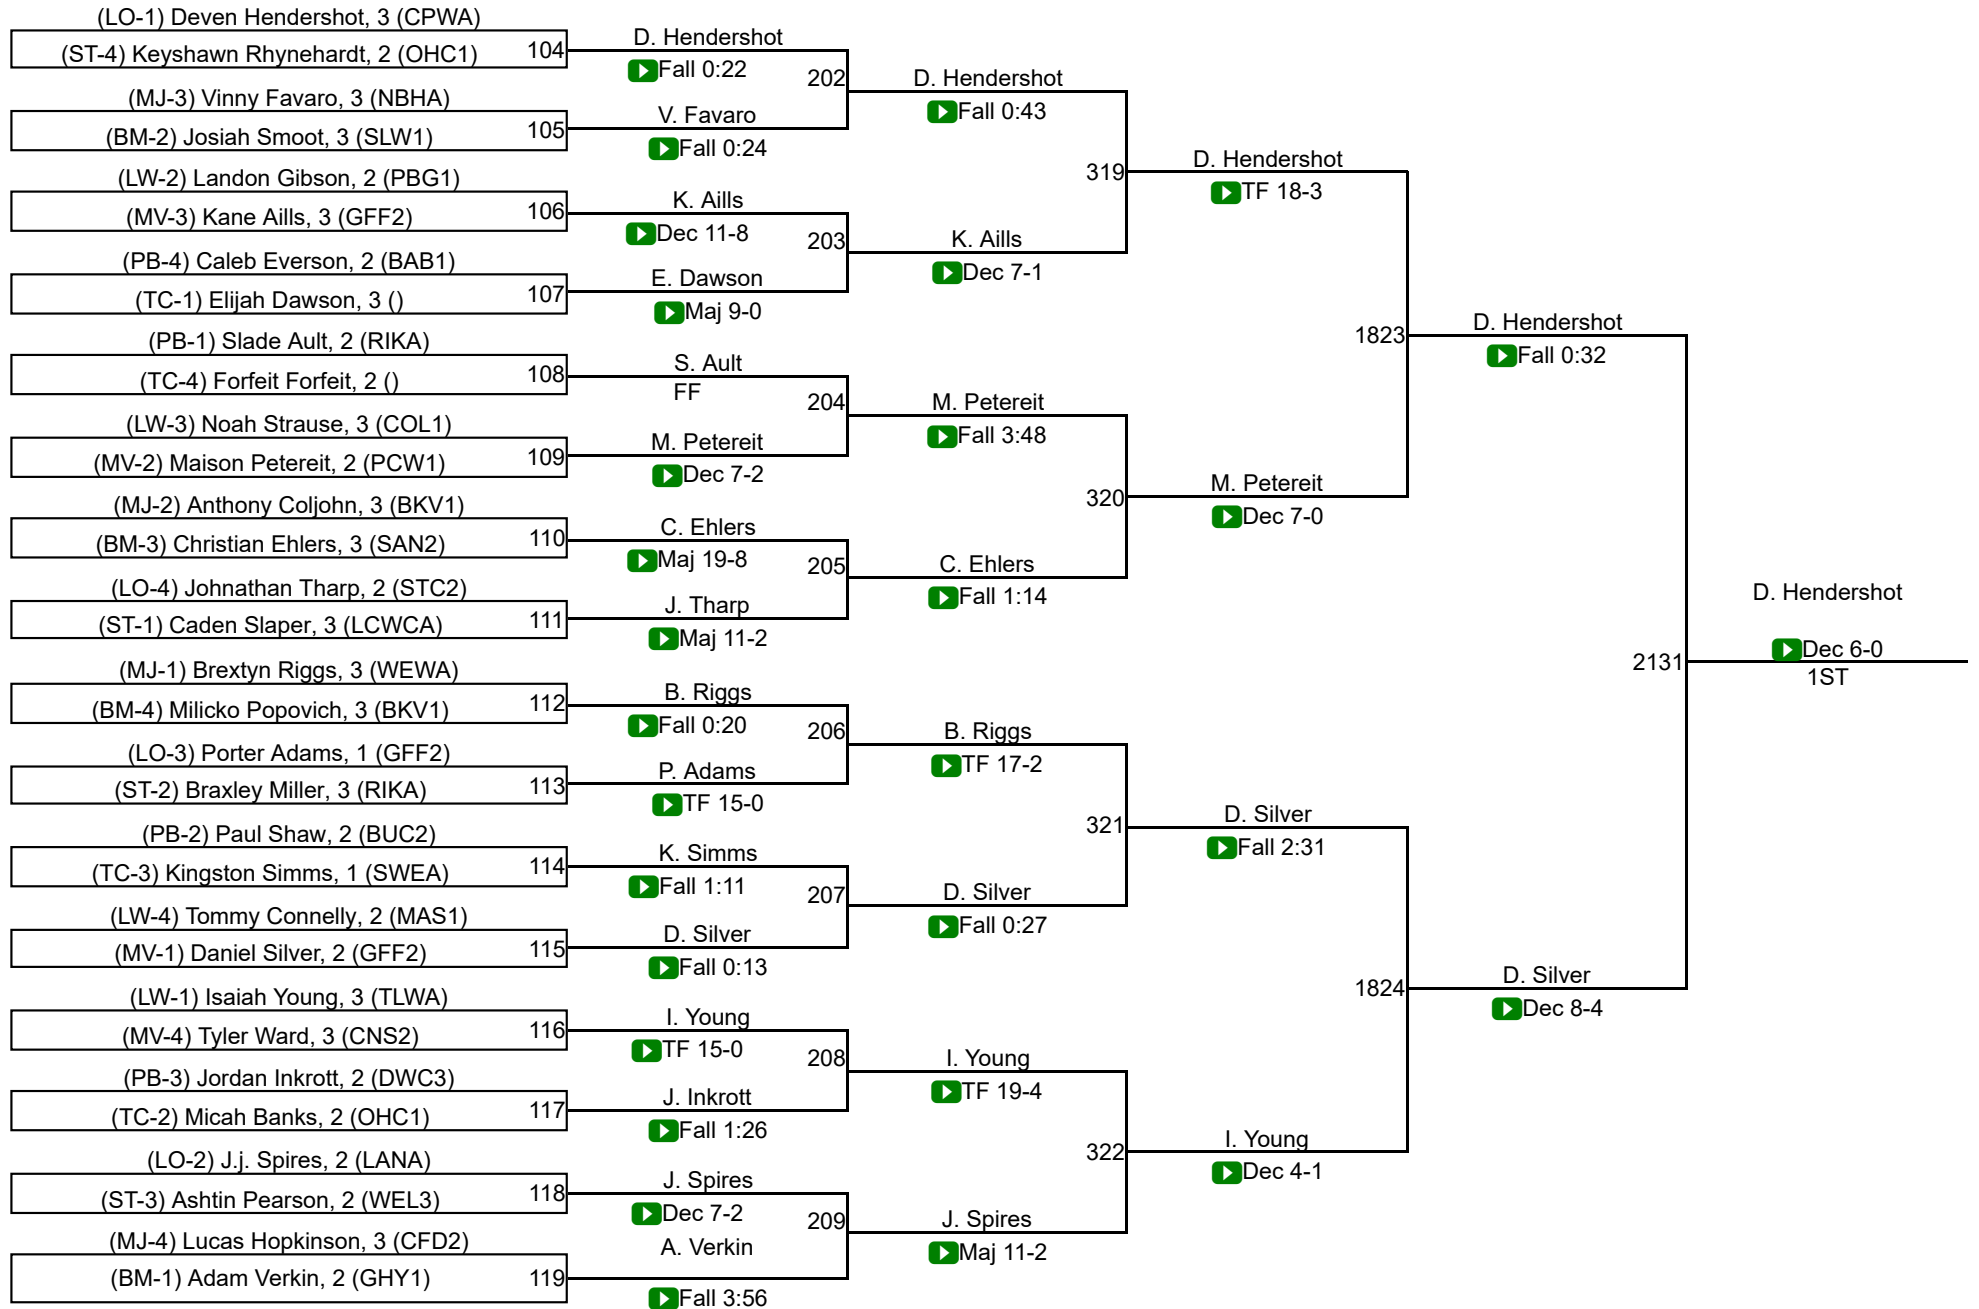 (LO-1) Deven Hendershot, 3 (CPWA)
(ST-4) Keyshawn Rhynehardt, 2 (OHC1)
104
(MJ-3) Vinny Favaro, 3 (NBHA)
(BM-2) Josiah Smoot, 3 (SLW1)
105
(LW-2) Landon Gibson, 2 (PBG1)
(MV-3) Kane Aills, 3 (GFF2)
106
(PB-4) Caleb Everson, 2 (BAB1)
(TC-1) Elijah Dawson, 3 ()
107
(PB-1) Slade Ault, 2 (RIKA)
(TC-4) Forfeit Forfeit, 2 ()
108
(LW-3) Noah Strause, 3 (COL1)
(MV-2) Maison Petereit, 2 (PCW1)
109
(MJ-2) Anthony Coljohn, 3 (BKV1)
(BM-3) Christian Ehlers, 3 (SAN2)
110
(LO-4) Johnathan Tharp, 2 (STC2)
(ST-1) Caden Slaper, 3 (LCWCA)
111
(MJ-1) Brextyn Riggs, 3 (WEWA)
(BM-4) Milicko Popovich, 3 (BKV1)
112
(LO-3) Porter Adams, 1 (GFF2)
(ST-2) Braxley Miller, 3 (RIKA)
113
(PB-2) Paul Shaw, 2 (BUC2)
(TC-3) Kingston Simms, 1 (SWEA)
114
(LW-4) Tommy Connelly, 2 (MAS1)
(MV-1) Daniel Silver, 2 (GFF2)
115
(LW-1) Isaiah Young, 3 (TLWA)
(MV-4) Tyler Ward, 3 (CNS2)
116
(PB-3) Jordan Inkrott, 2 (DWC3)
(TC-2) Micah Banks, 2 (OHC1)
117
(LO-2) J.j. Spires, 2 (LANA)
(ST-3) Ashtin Pearson, 2 (WEL3)
118
(MJ-4) Lucas Hopkinson, 3 (CFD2)
(BM-1) Adam Verkin, 2 (GHY1)
119
D. Hendershot
Fall 0:22
202
V. Favaro
Fall 0:24
K. Aills
Dec 11-8
203
E. Dawson
Maj 9-0
S. Ault
FF
204
M. Petereit
Dec 7-2
C. Ehlers
Maj 19-8
205
J. Tharp
Maj 11-2
B. Riggs
Fall 0:20
206
P. Adams
TF 15-0
K. Simms
Fall 1:11
207
D. Silver
Fall 0:13
I. Young
TF 15-0
208
J. Inkrott
Fall 1:26
J. Spires
Dec 7-2
209
A. Verkin
Fall 3:56
D. Hendershot
Fall 0:43
319
K. Aills
Dec 7-1
M. Petereit
Fall 3:48
320
C. Ehlers
Fall 1:14
B. Riggs
TF 17-2
321
D. Silver
Fall 0:27
I. Young
TF 19-4
322
J. Spires
Maj 11-2
D. Hendershot
TF 18-3
1823
M. Petereit
Dec 7-0
D. Silver
Fall 2:31
1824
I. Young
Dec 4-1
D. Hendershot
Fall 0:32
2131
D. Silver
Dec 8-4
D. Hendershot
Dec 6-0
1ST